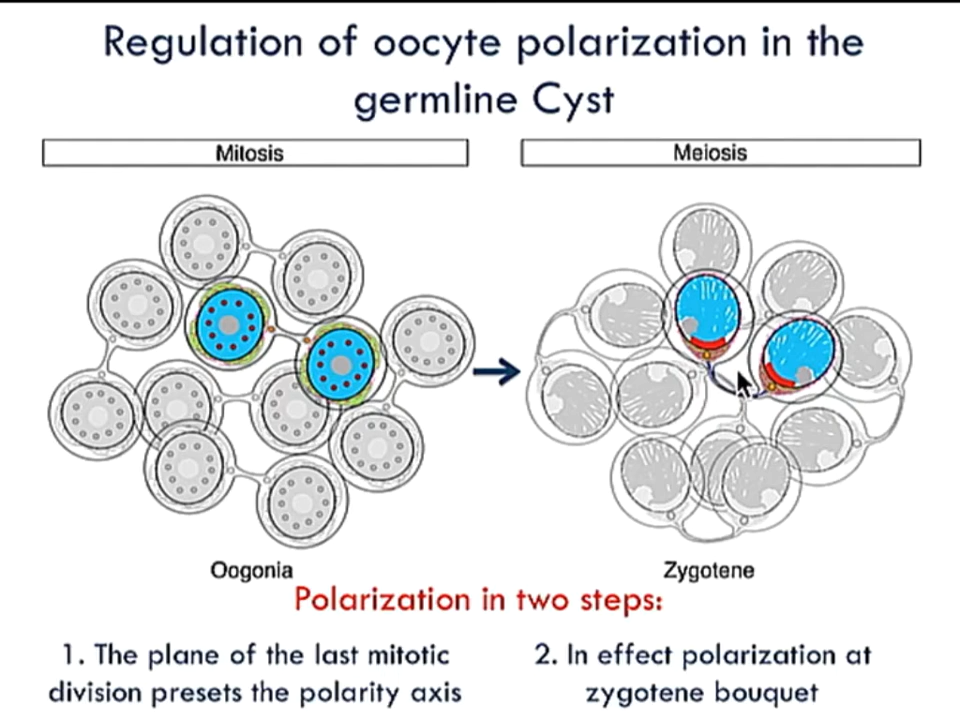 Regulation of oocyte polarization in the
germline Cyst
Mitosis
Meiosis
Oogonia
Zygotene
Polarization in two steps:
1. The plane of the last mitotic
division presets the polarity axis
2. In effect polarization at
zygotene bouquet